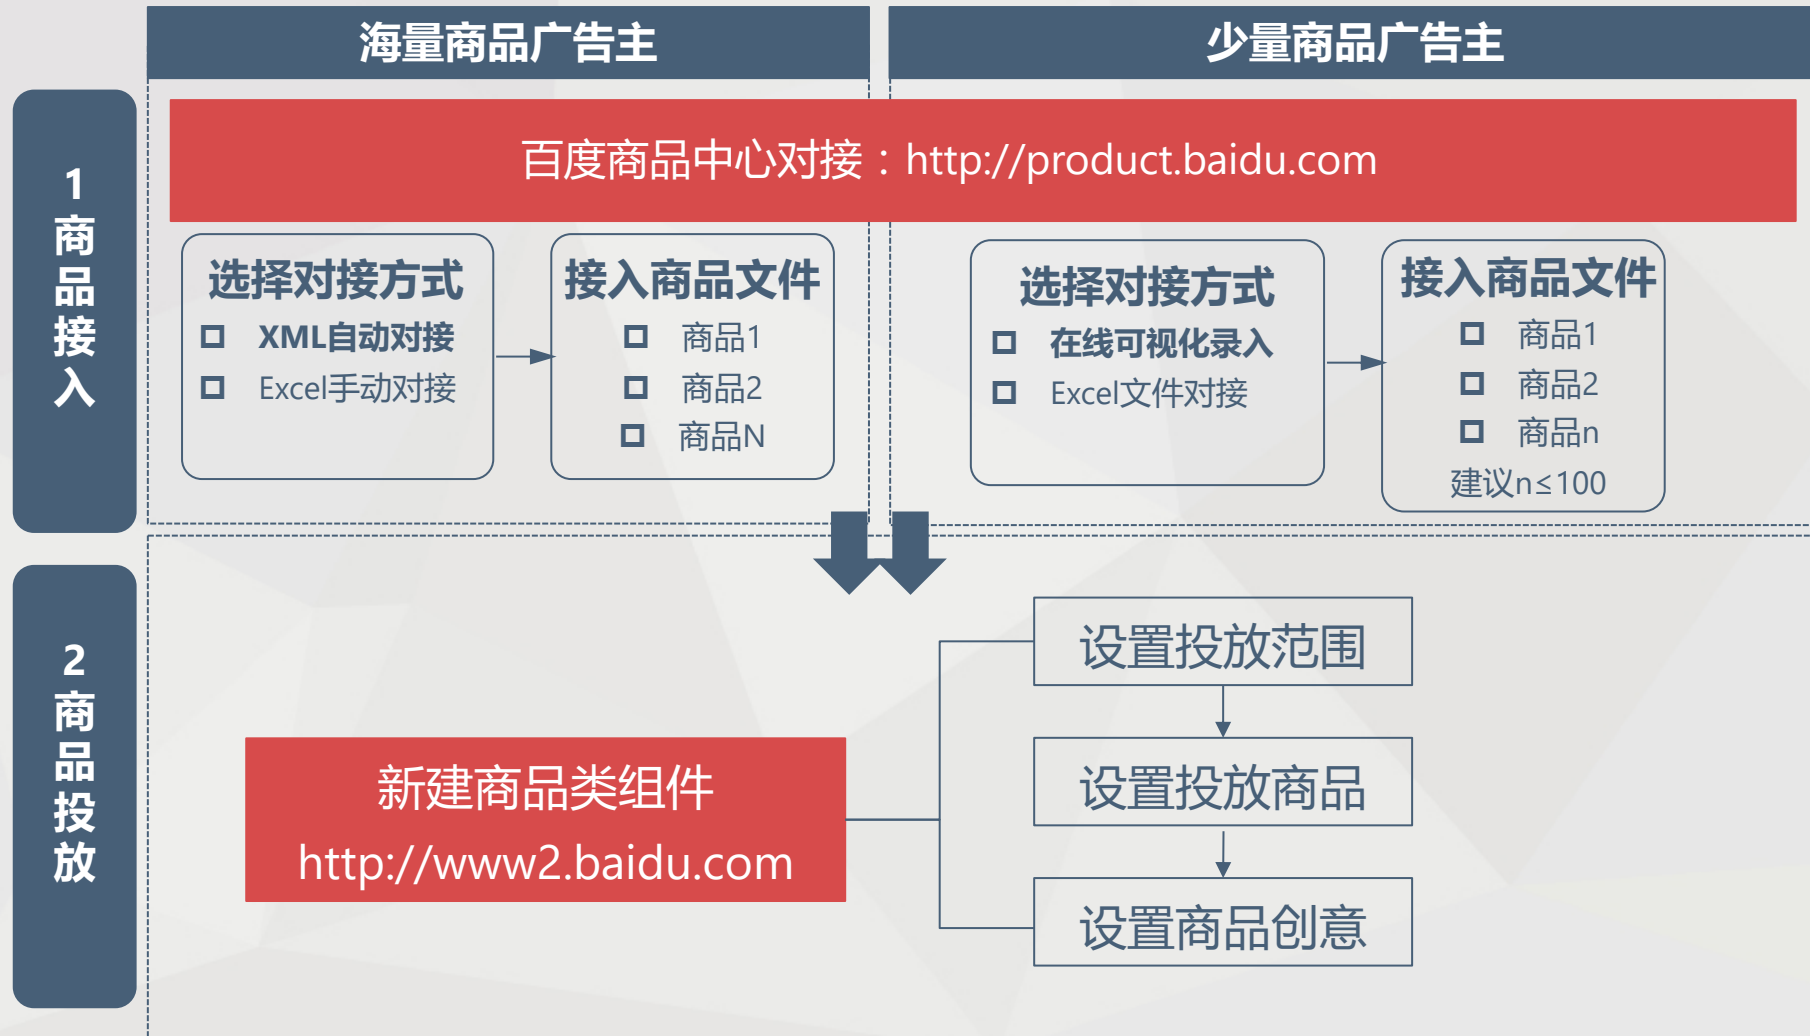 海量商品广告主
少量商品广告主
1
商
品
接
入
百度商品中心对接：http://product.baidu.com
选择对接方式
XML自动对接
Excel手动对接
接入商品文件
商品1
商品2
商品N
选择对接方式
在线可视化录入
Excel文件对接
接入商品文件
商品1
商品2
商品n
建议n≤100
2
商
品
投
放
新建商品类组件
http://www2.baidu.com
设置投放范围
设置投放商品
设置商品创意